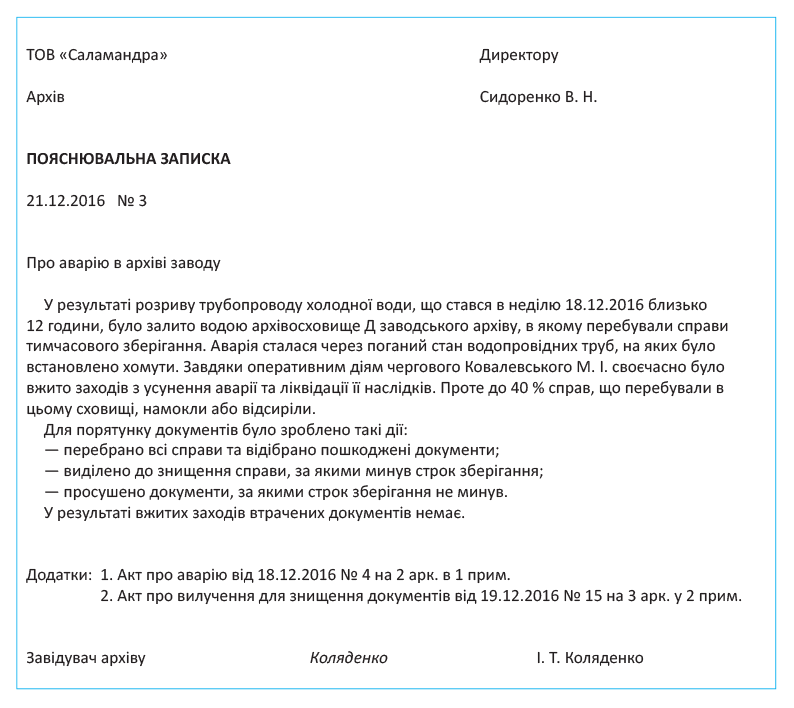 ТОВ «Саламандра» Директору
Архів Сидоренко В. Н.
ПОЯСНЮВАЛЬНА ЗАПИСКА
21.12.2016 № 3
Про аварію в архіві заводу
У результаті розриву трубопроводу холодної води, що стався в неділю 18.12.2016 близько
12 години, було залито водою архівосховище Д заводського архіву, в якому перебували справи
тимчасового зберігання. Аварія сталася через поганий стан водопровідних труб, на яких було
встановлено хомути. Завдяки оперативним діям чергового Ковалевського М. І. своєчасно було
вжито заходів з усунення аварії та ліквідації її наслідків. Проте до 40 % справ, що перебували в
цьому сховищі, намокли або відсиріли.
Для порятунку документів було зроблено такі дії:
— перебрано всі справи та відібрано пошкоджені документи;
— виділено до знищення справи, за якими минув строк зберігання;
— просушено документи, за якими строк зберігання не минув.
У результаті вжитих заходів втрачених документів немає.
Додатки: 1. Акт про аварію від 18.12.2016 № 4 на 2 арк. в 1 прим.
2. Акт про вилучення для знищення документів від 19.12.2016 № 15 на 3 арк. у 2 прим.
Завідувач архіву Коляденко І. Т. Коляденко